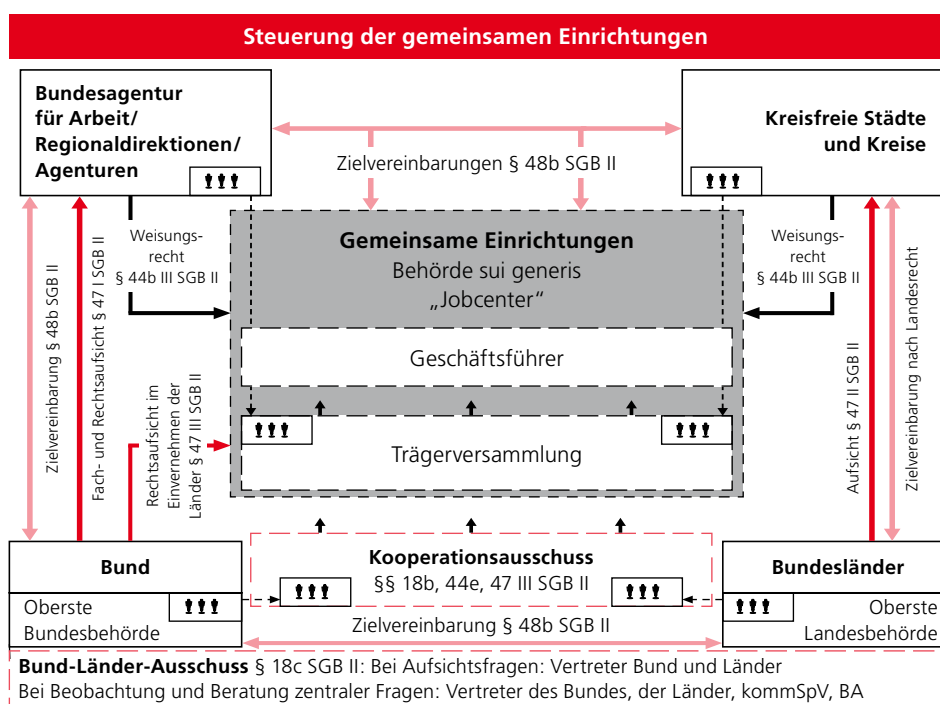 Steuerung der gemeinsamen Einrichtungen
Bundesagentur
für Arbeit/
Regionaldirektionen/
Agenturen
Kreisfreie Städte
und Kreise
Zielvereinbarungen § 48b SGB II
Weisungs-
recht
§ 44b III SGB II
Gemeinsame Einrichtungen
Behörde sui generis
„Jobcenter“
Weisungs-
recht
§ 44b III SGB II
Geschäftsführer
Trägerversammlung
Zielvereinbarung § 48b SGB II
Fach- und Rechtsaufsicht § 47 I SGB II
Rechtsaufsicht im
Einvernehmen der
Länder § 47 III SGB II
Aufsicht § 47 II SGB II
Zielvereinbarung nach Landesrecht
Bund
Oberste
Bundesbehörde
Kooperationsausschuss
§§ 18b, 44e, 47 III SGB II
Bundesländer
Oberste
Landesbehörde
Zielvereinbarung § 48b SGB II
Bund-Länder-Ausschuss § 18c SGB II: Bei Aufsichtsfragen: Vertreter Bund und Länder
Bei Beobachtung und Beratung zentraler Fragen: Vertreter des Bundes, der Länder, kommSpV, BA